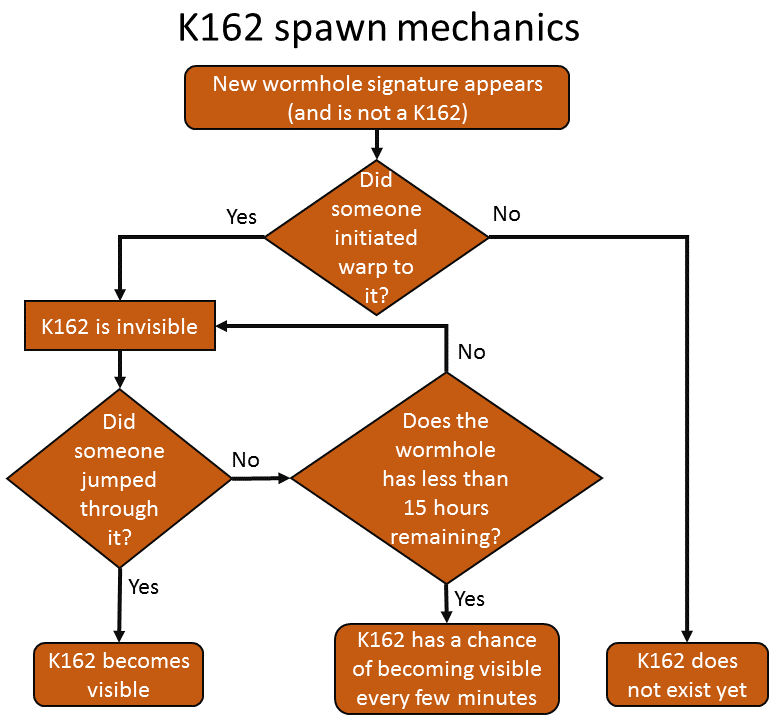 K162 spawn mechanics
New wormhole signature appears
(and is not a K162)
Did
someone
initiated
warp to
it?
Yes
No
K162 is invisible
No
Did
someone
jumped
through
it?
No
Does the
wormhole
has less than
15 hours
remaining?
Yes
Yes
K162 becomes
visible
K162 has a chance
of becoming visible
every few minutes
K162 does
not exist yet